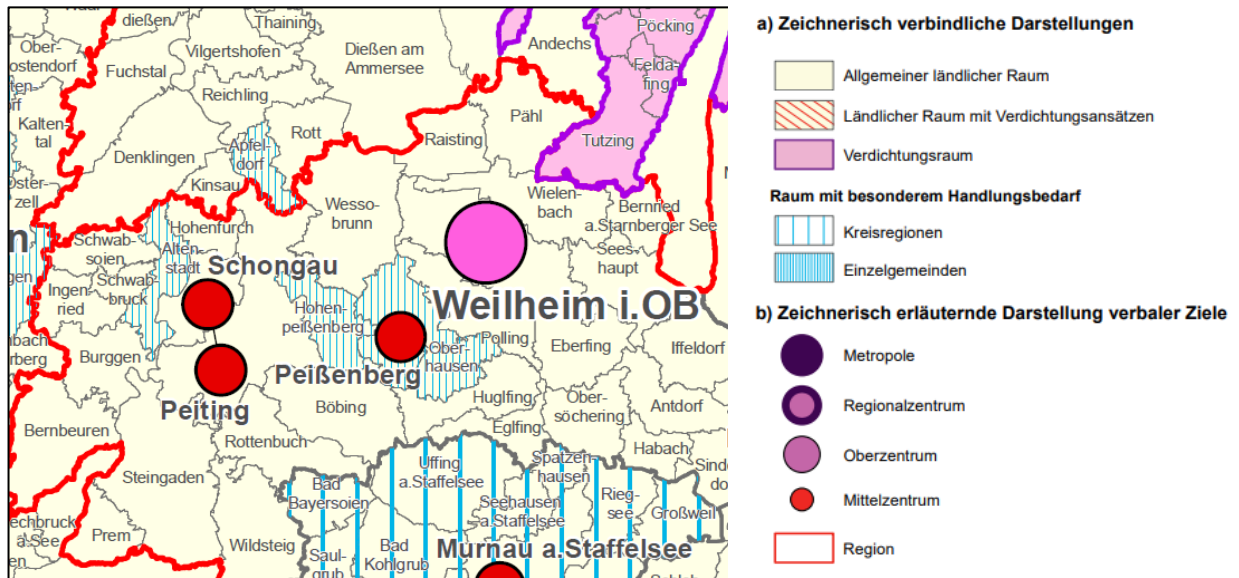 dießen
Thaining
Ober-
ostendorf
Vilgertshofen
Dießen am
Ammersee
Andechs
Pöcking
Felda-
fing
Fuchstal
Reichling
Kalten-
tal
Rott
Pähl
Raisting
Tutzing
Denklingen
Apfel-
dorf
Oster-
zell
Kinsau
Wesso-
brunn
Wielen-
bach
Bernried
a.Starnberger See
Hohenfurch
Schwab-
soien
Alten-
stadt
Sees-
haupt
Schongau
Schwab-
bruck
Ingen-
ried
Weilheim i.OB
Hohen-
peißenberg
Polling
Ober-
hausen
Eberfing
Iffeldorf
Burggen
Peißenberg
Peiting
Böbing
Huglfing
Ober-
söchering
Antdorf
Bernbeuren
Eglfing
Rottenbuch
Habach
Steingaden
Uffing
a.Staffelsee
Spatzen-
hausen
Bad
Bayersoien
Seehausen
a.Staffelsee
Rieg-
see
Großweil
Prem
Wildsteig
Saul-
grub
Bad
Kohlgrub
Murnau a.Staffelsee
a) Zeichnerisch verbindliche Darstellungen
Allgemeiner ländlicher Raum
Ländlicher Raum mit Verdichtungsansätzen
Verdichtungsraum
Raum mit besonderem Handlungsbedarf
Kreisregionen
Einzelgemeinden
b) Zeichnerisch erläuternde Darstellung verbaler Ziele
Metropole
Regionalzentrum
Oberzentrum
Mittelzentrum
Region